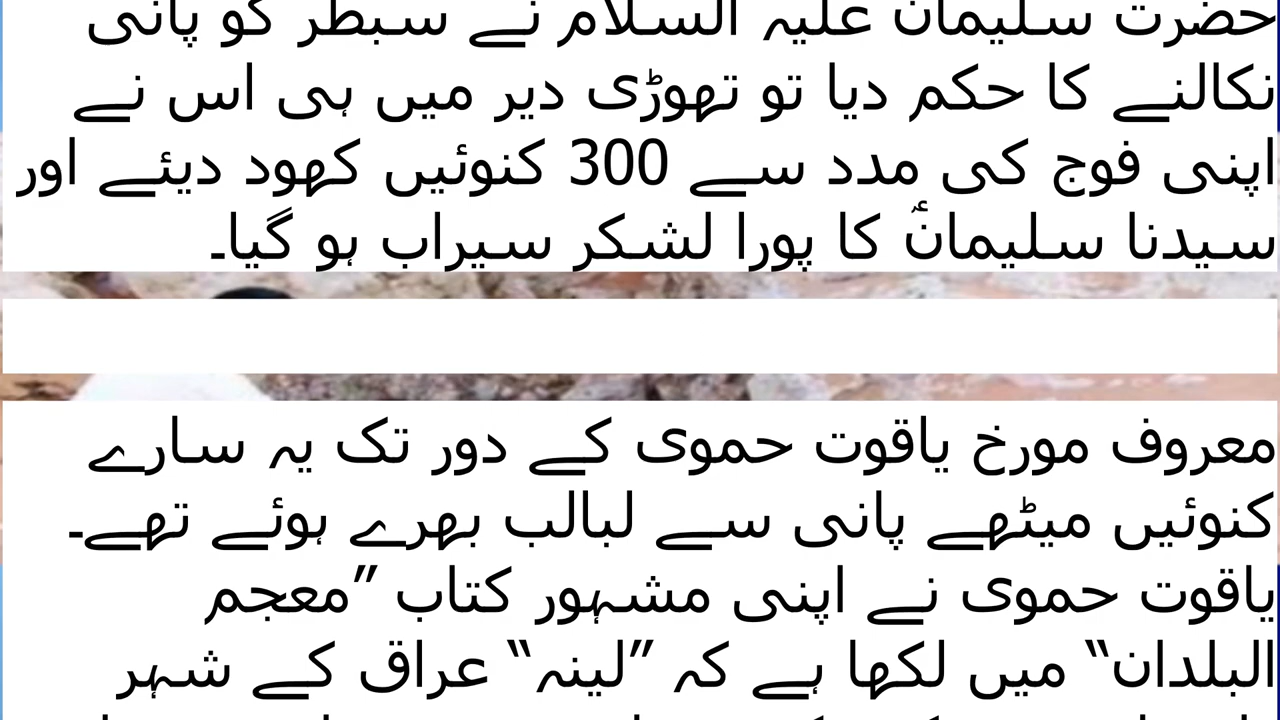 حضرت سلیمان علیہ السلام نے سبطر کو پانی
نکالنے کا حکم دیا تو تھوڑی دیر میں ہی اس نے
اپنی فوج کی مدد سے 300 کنوئیں کھود دیئے اور
سیدنا سلیمانؑ کا پورا لشکر سیراب ہو گیا۔
معروف مورخ یاقوت حموی کے دور تک یہ سارے
کنوئیں میٹھے پانی سے لبالب بھرے ہوئے تھے۔
یاقوت حموی نے اپنی مشہور کتاب ”معجم
البلدان“ میں لکھا ہے کہ ”لینہ“ عراق کے شہر